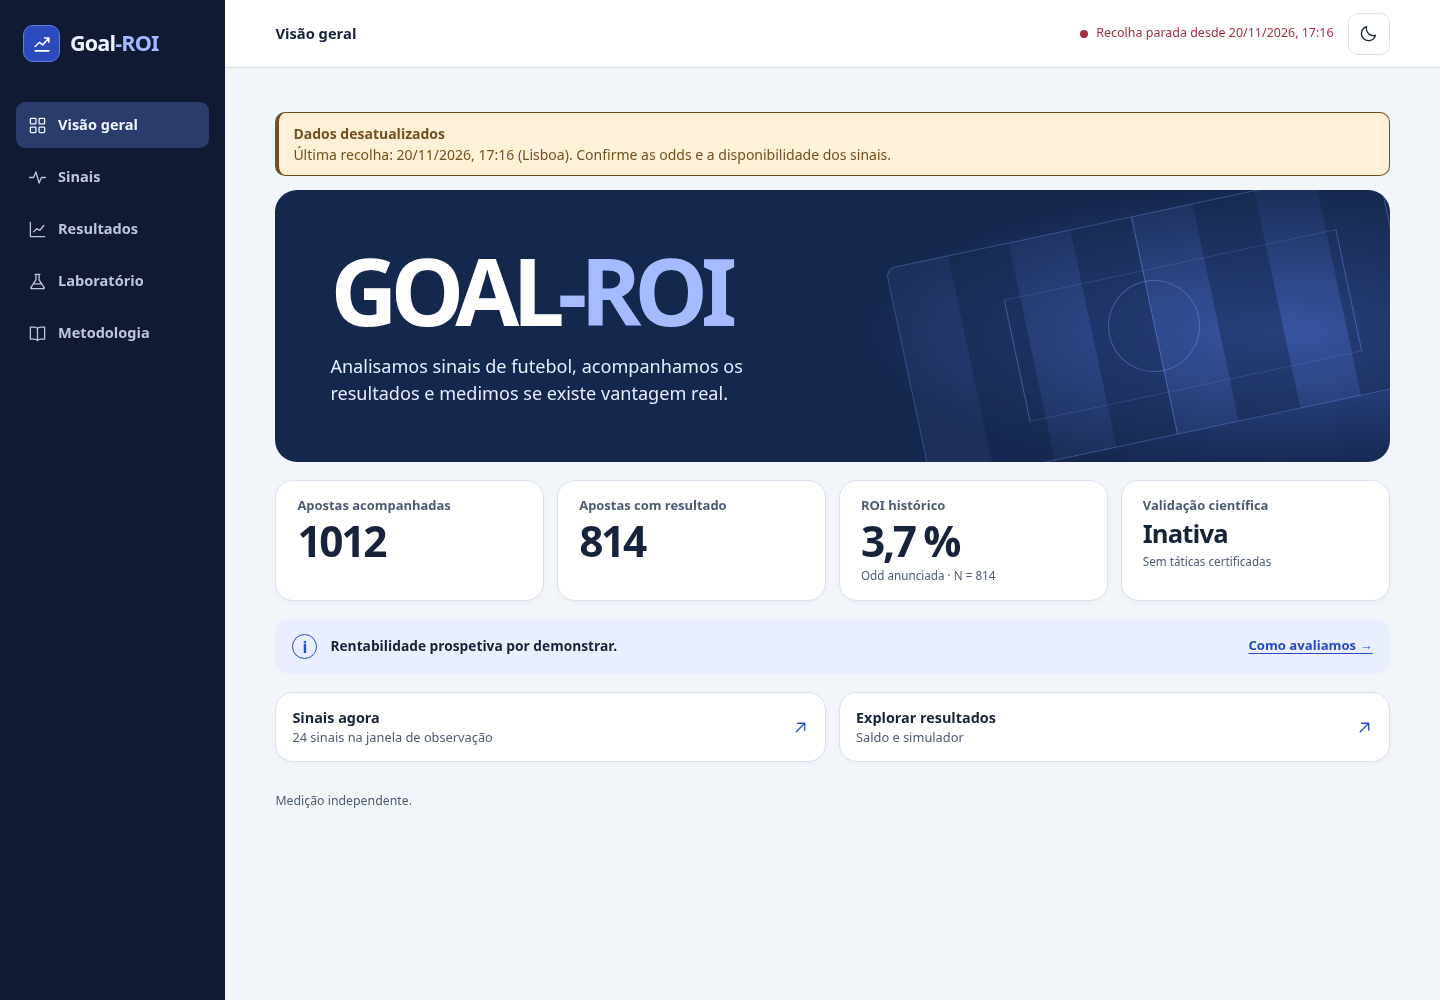 Goal-ROI
Visão geral
Sinais
Resultados
Laboratório
Metodologia
Visão geral
Recolha parada desde 20/11/2026, 17:16
Dados desatualizados
Última recolha: 20/11/2026, 17:16 (Lisboa). Confirme as odds e a disponibilidade dos sinais.
GOAL-ROI
Analisamos sinais de futebol, acompanhamos os
resultados e medimos se existe vantagem real.
Apostas acompanhadas
1012
Apostas com resultado
814
ROI histórico
3,7 %
Odd anunciada · N = 814
Validação científica
Inativa
Sem táticas certificadas
i Rentabilidade prospetiva por demonstrar.
Como avaliamos →
Sinais agora
24 sinais na janela de observação
Explorar resultados
Saldo e simulador
Medição independente.